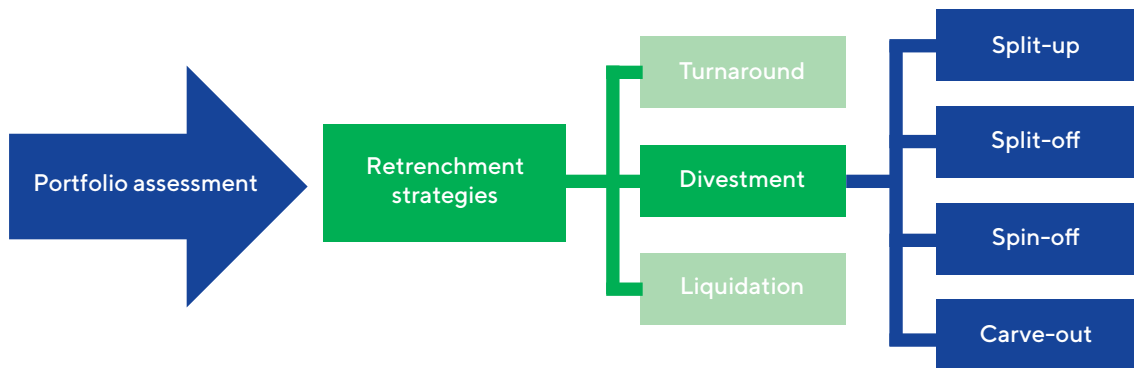 Portfolio assessment
Retrenchment
strategies
Turnaround
Divestment
Liquidation
Split-up
Split-off
Spin-off
Carve-out